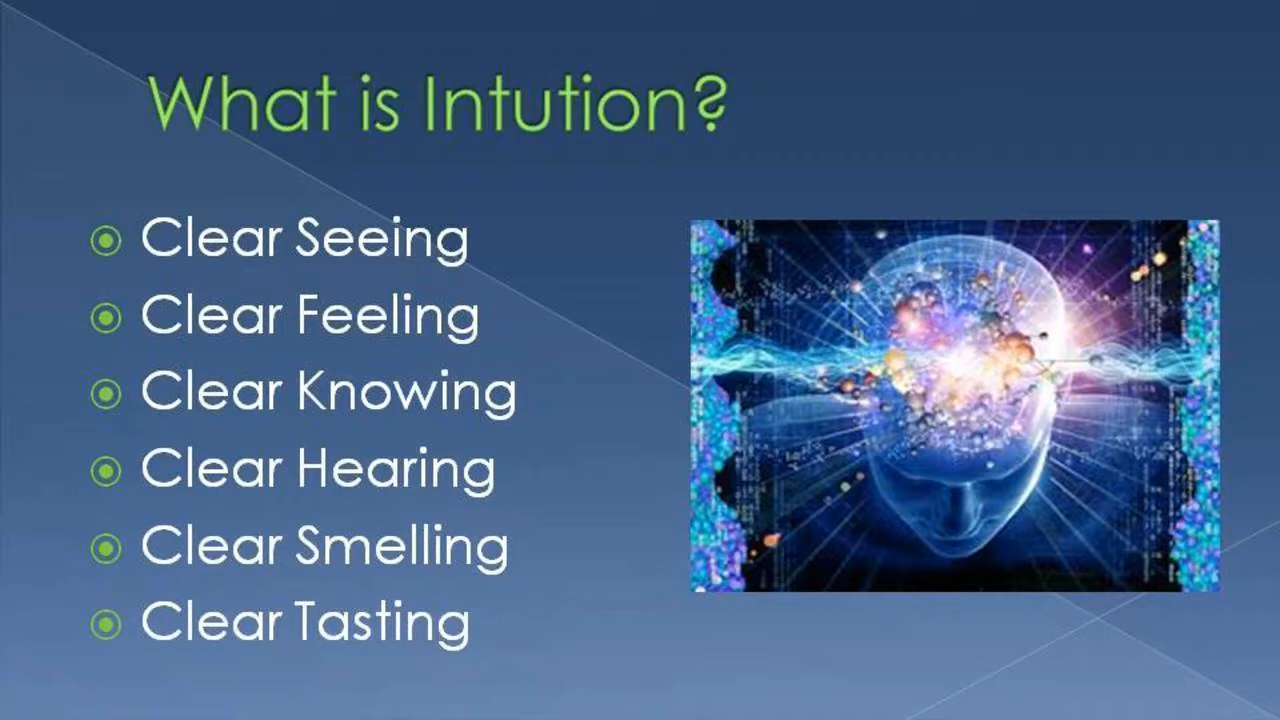 What is Intution?
Clear Seeing
Clear Feeling
Clear Knowing
Clear Hearing
Clear Smelling
Clear Tasting